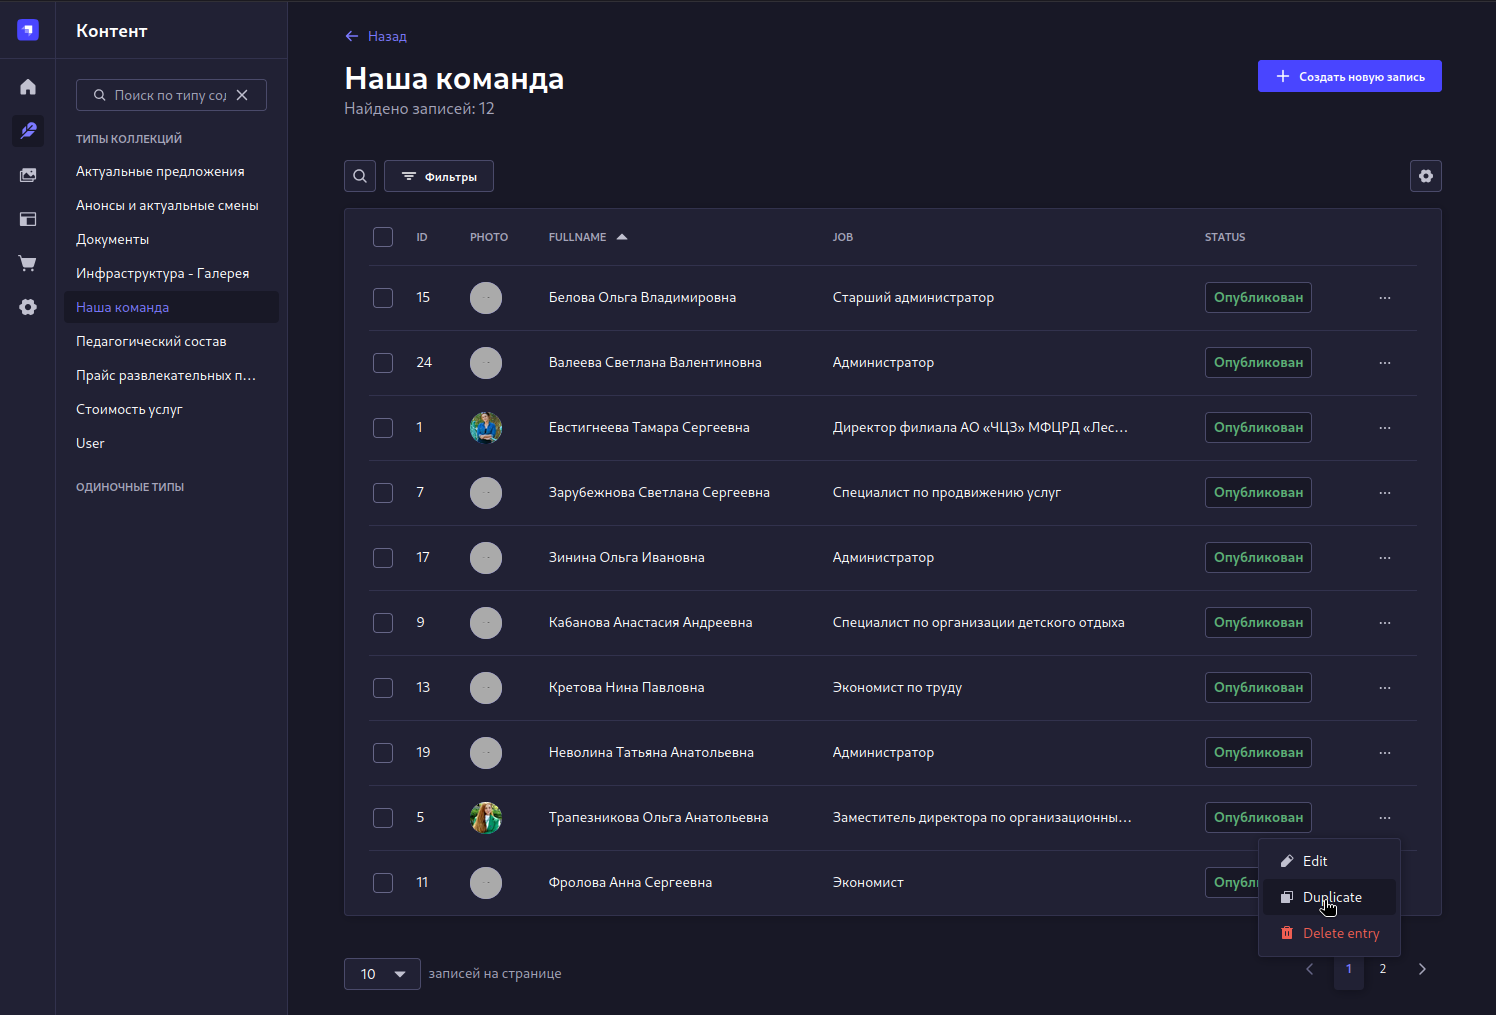 Контент
Поиск по типу сод
ТИПЫ КОЛЛЕКЦИЙ
Актуальные предложения
Анонсы и актуальные смены
Документы
Инфраструктура - Галерея
Наша команда
Педагогический состав
Прайс развлекательных п...
Стоимость услуг
User
ОДИНОЧНЫЕ ТИПЫ
Назад
Наша команда
Создать новую запись
Найдено записей: 12
Фильтры
ID PHOTO FULLNAME JOB STATUS
15 Белова Ольга Владимировна Старший администратор Опубликован
24 Валеева Светлана Валентиновна Администратор Опубликован
1 Евстигнеева Тамара Сергеевна Директор филиала АО «ЧЦЗ» МФЦРД «Лес... Опубликован
7 Зарубежнова Светлана Сергеевна Специалист по продвижению услуг Опубликован
17 Зинина Ольга Ивановна Администратор Опубликован
9 Кабанова Анастасия Андреевна Специалист по организации детского отдыха Опубликован
13 Кретова Нина Павловна Экономист по труду Опубликован
19 Неволина Татьяна Анатольевна Администратор Опубликован
5 Трапезникова Ольга Анатольевна Заместитель директора по организационны... Опубликован
11 Фролова Анна Сергеевна Экономист
Edit
Duplicate
Delete entry
10 записей на странице
1 2